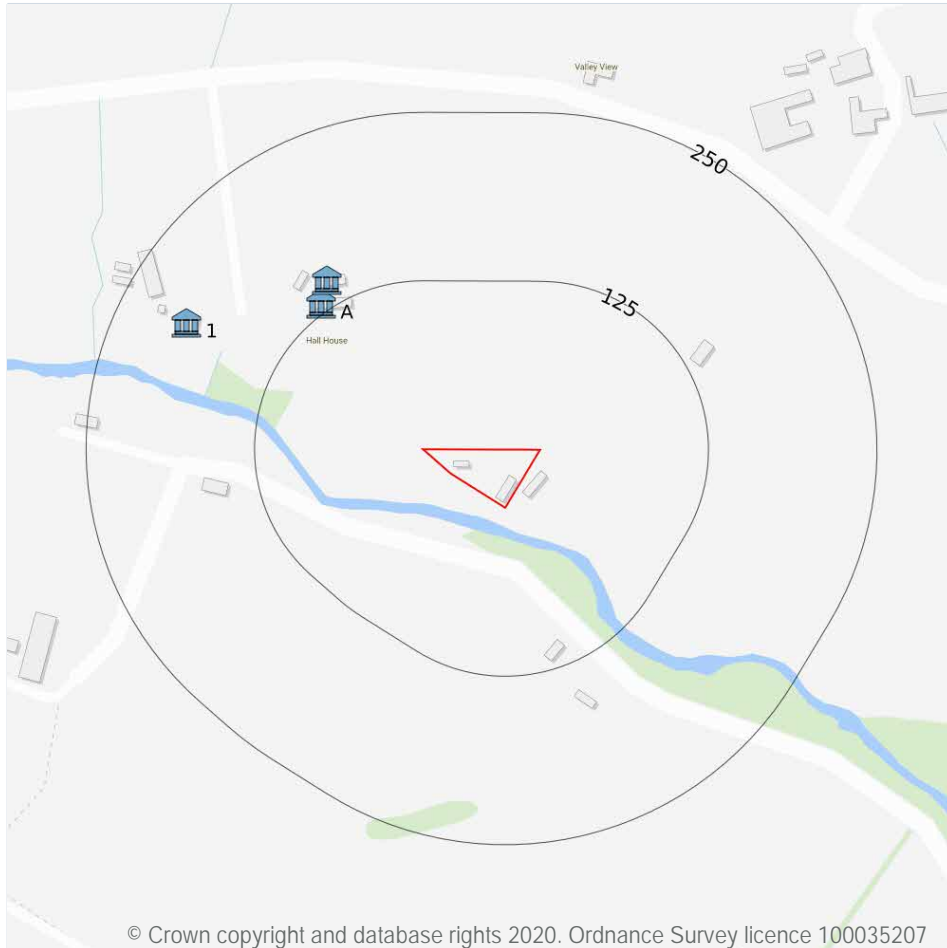 Valley View
250
125
A
1
Hall House
© Crown copyright and database rights 2020. Ordnance Survey licence 100035207